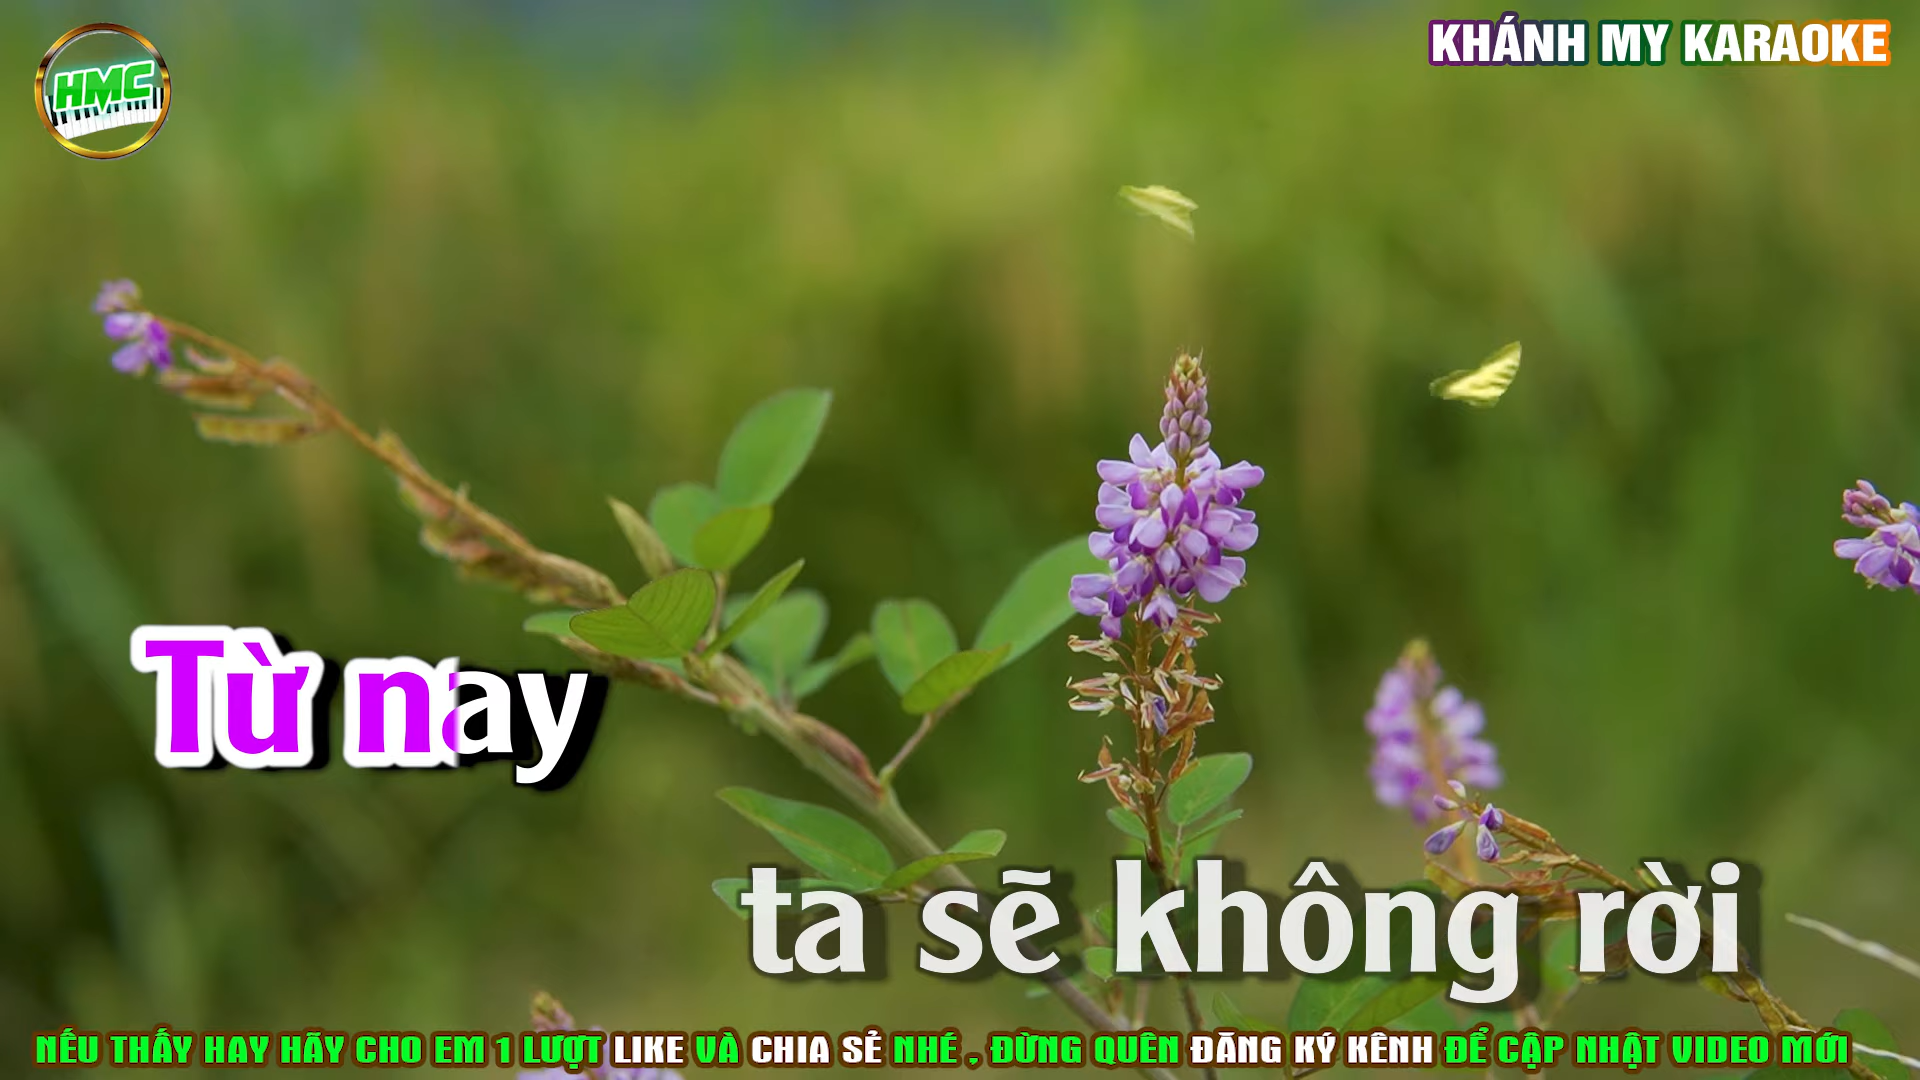 HMC
KHÁNH MY KARAOKE
Từ nay
ta sẽ không rời
NẾU THẤY HAY HÃY CHO EM 1 LƯỢT LIKE VÀ CHIA SẺ NHÉ , ĐỪNG QUÊN ĐĂNG KÝ KÊNH ĐỂ CẬP NHẬT VIDEO MỚI